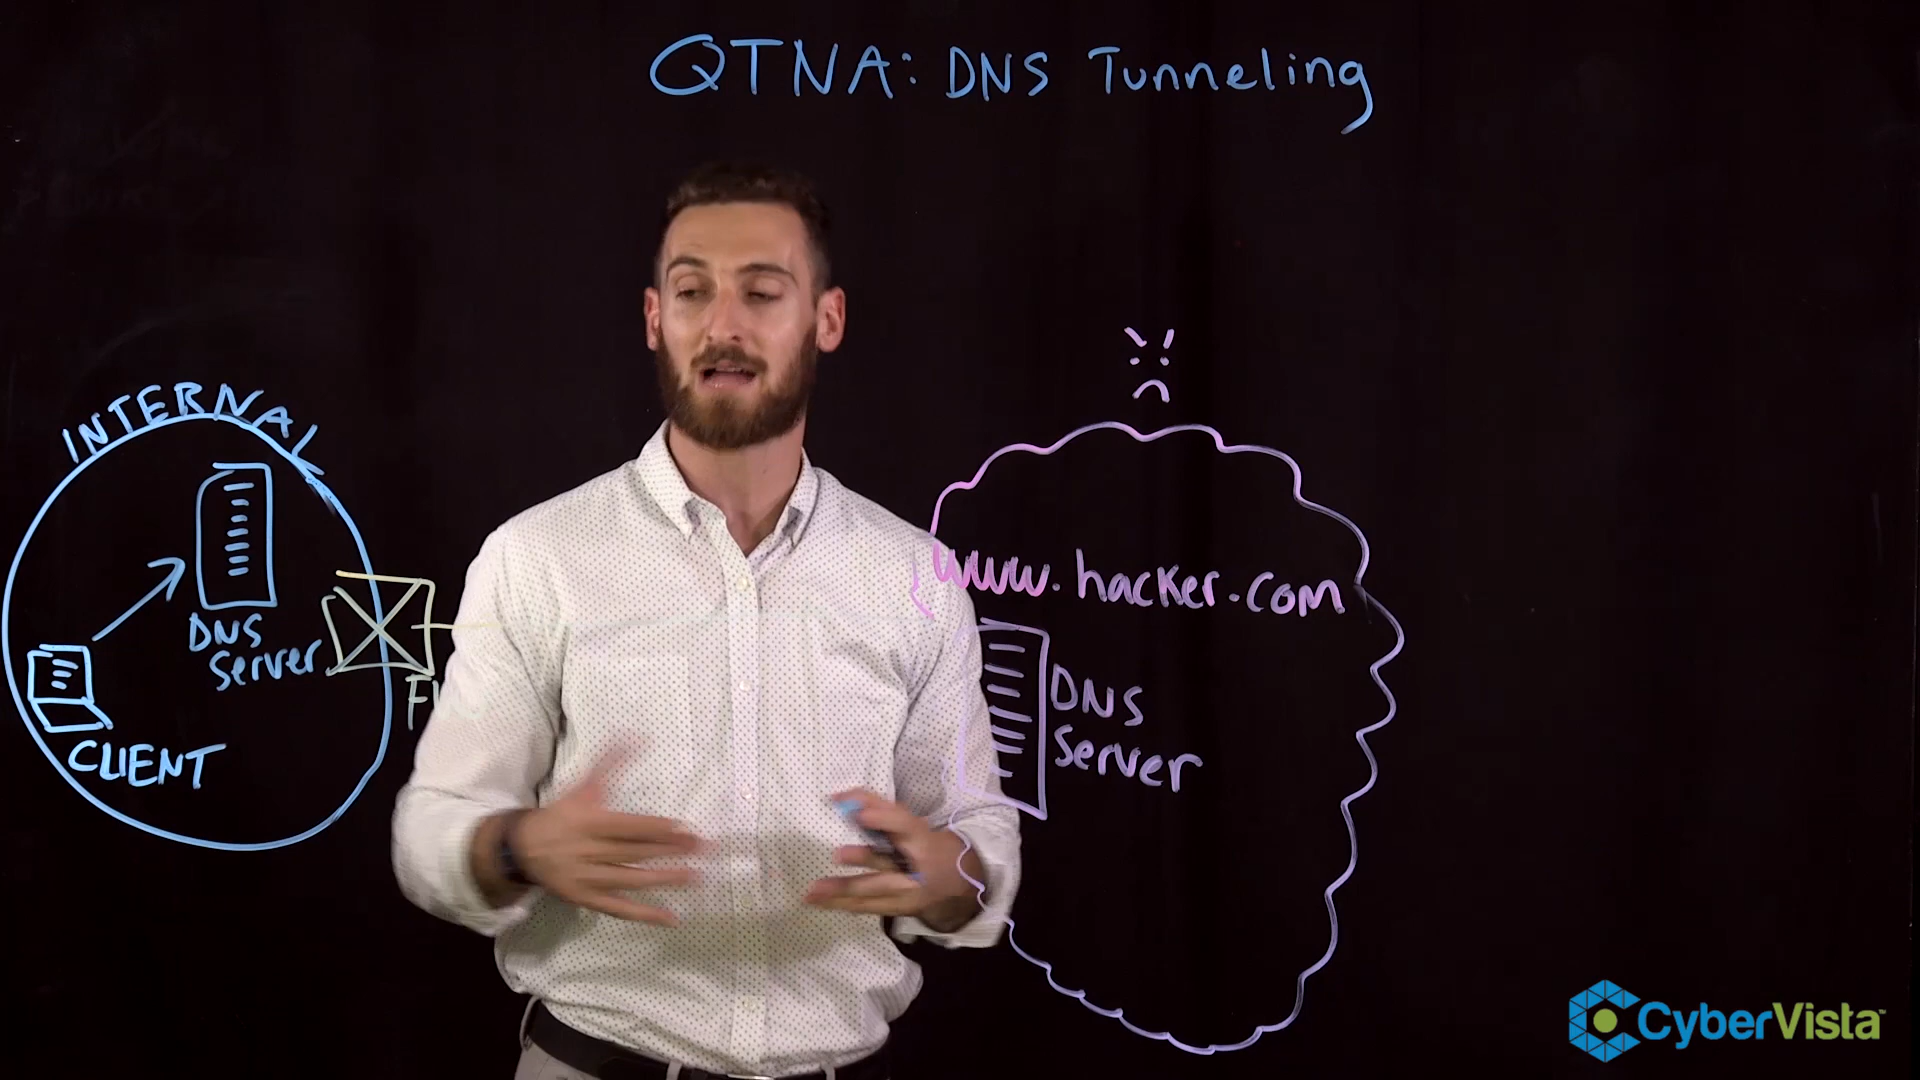 QTNA: DNS Tunneling
INTERNAL
DNS
Server
CLIENT
www.hacker.com
DNS
Server
CyberVista